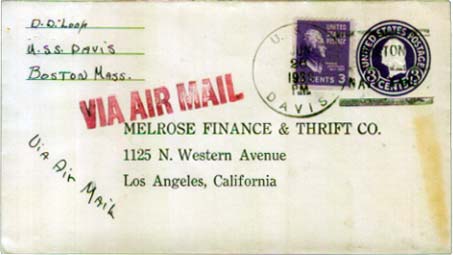 D.D. Loop
U.S.S. DAVIS
BOSTON MASS.
UNITED STATES POSTAGE
CENTS 3
U.
26
PM
DAVIS
VIA AIR MAIL
MELROSE FINANCE & THRIFT CO.
1125 N. Western Avenue
Los Angeles, California
Via Air Mail